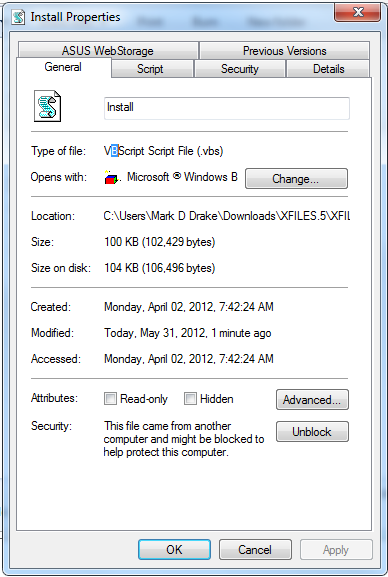 Install Properties
ASUS WebStorage
Previous Versions
General
Script
Security
Details
Install
Type of file:
VBScript Script File (.vbs)
Opens with:
Microsoft ® Windows B
Change...
Location:
C:\Users\Mark D Drake\Downloads\XFILES.5\XFIL
Size:
100 KB (102,429 bytes)
Size on disk:
104 KB (106,496 bytes)
Created:
Monday, April 02, 2012, 7:42:24 AM
Modified:
Today, May 31, 2012, 1 minute ago
Accessed:
Monday, April 02, 2012, 7:42:24 AM
Attributes:
Read-only
Hidden
Advanced...
Security:
This file came from another
computer and might be blocked to
help protect this computer.
Unblock
OK
Cancel
Apply